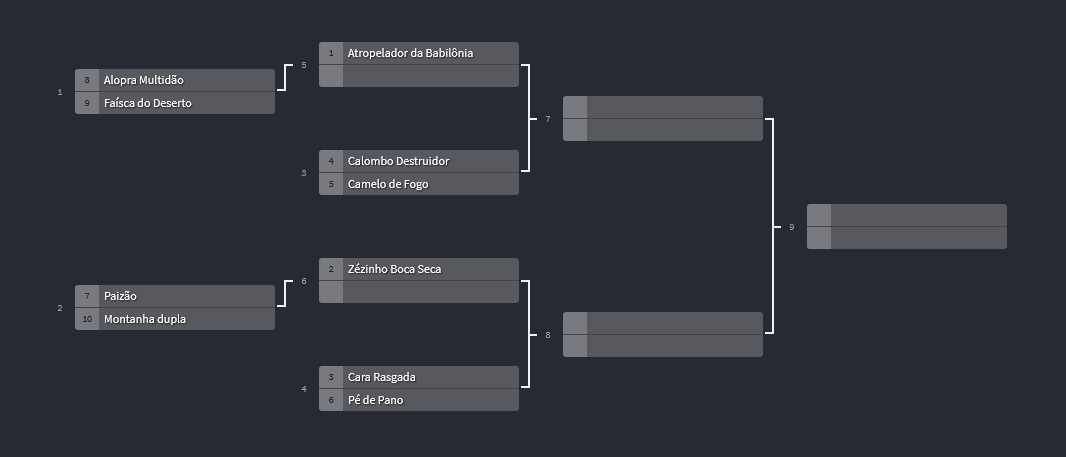 1
8 Alopra Multidão
9 Faísca do Deserto
2
7 Paizão
10 Montanha dupla
5
1 Atropelador da Babilônia
3
4 Calombo Destruidor
5 Camelo de Fogo
6
2 Zézinho Boca Seca
4
3 Cara Rasgada
6 Pé de Pano
7
8
9